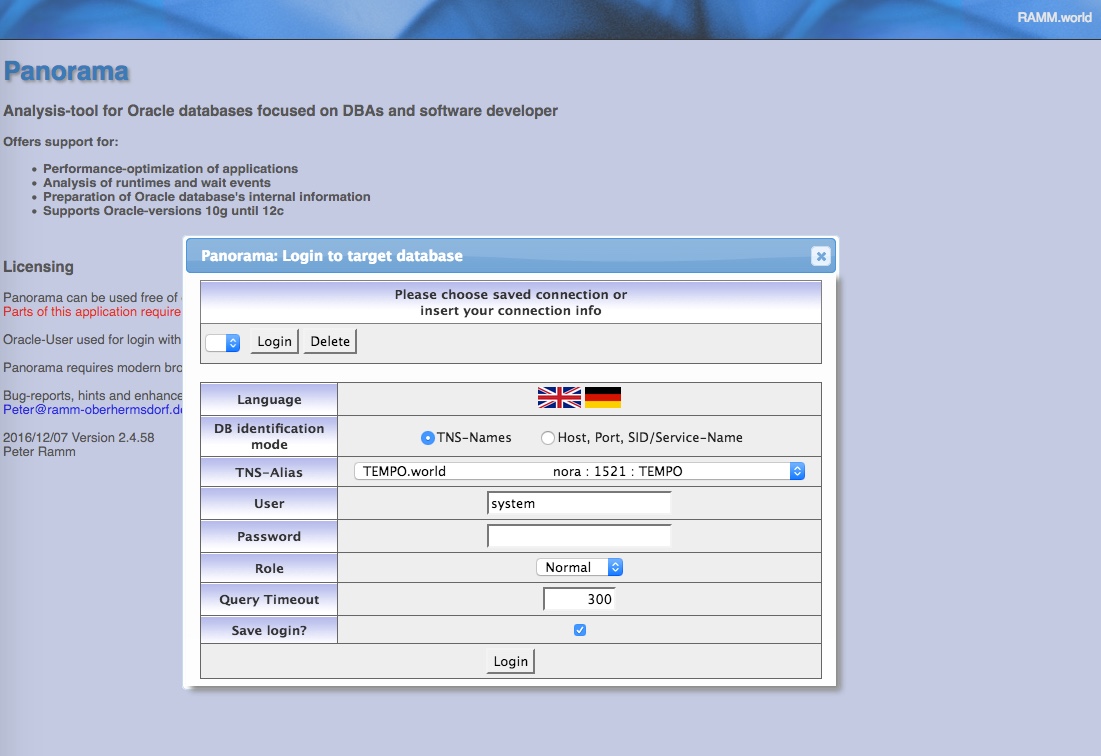 RAMM.world
Panorama
Analysis-tool for Oracle databases focused on DBAs and software developer
Offers support for:
• Performance-optimization of applications
• Analysis of runtimes and wait events
• Preparation of Oracle database's internal information
• Supports Oracle-versions 10g until 12c
Licensing
Panorama can be used free of
Parts of this application require
Oracle-User used for login with
Panorama requires modern bro
Bug-reports, hints and enhance
Peter@ramm-oberhermsdorf.de
2016/12/07 Version 2.4.58
Peter Ramm
Panorama: Login to target database
Please choose saved connection or
insert your connection info
Login Delete
Language
DB identification
mode
TNS-Names Host, Port, SID/Service-Name
TNS-Alias TEMPO.world nora : 1521 : TEMPO
User system
Password
Role Normal
Query Timeout 300
Save login?
Login